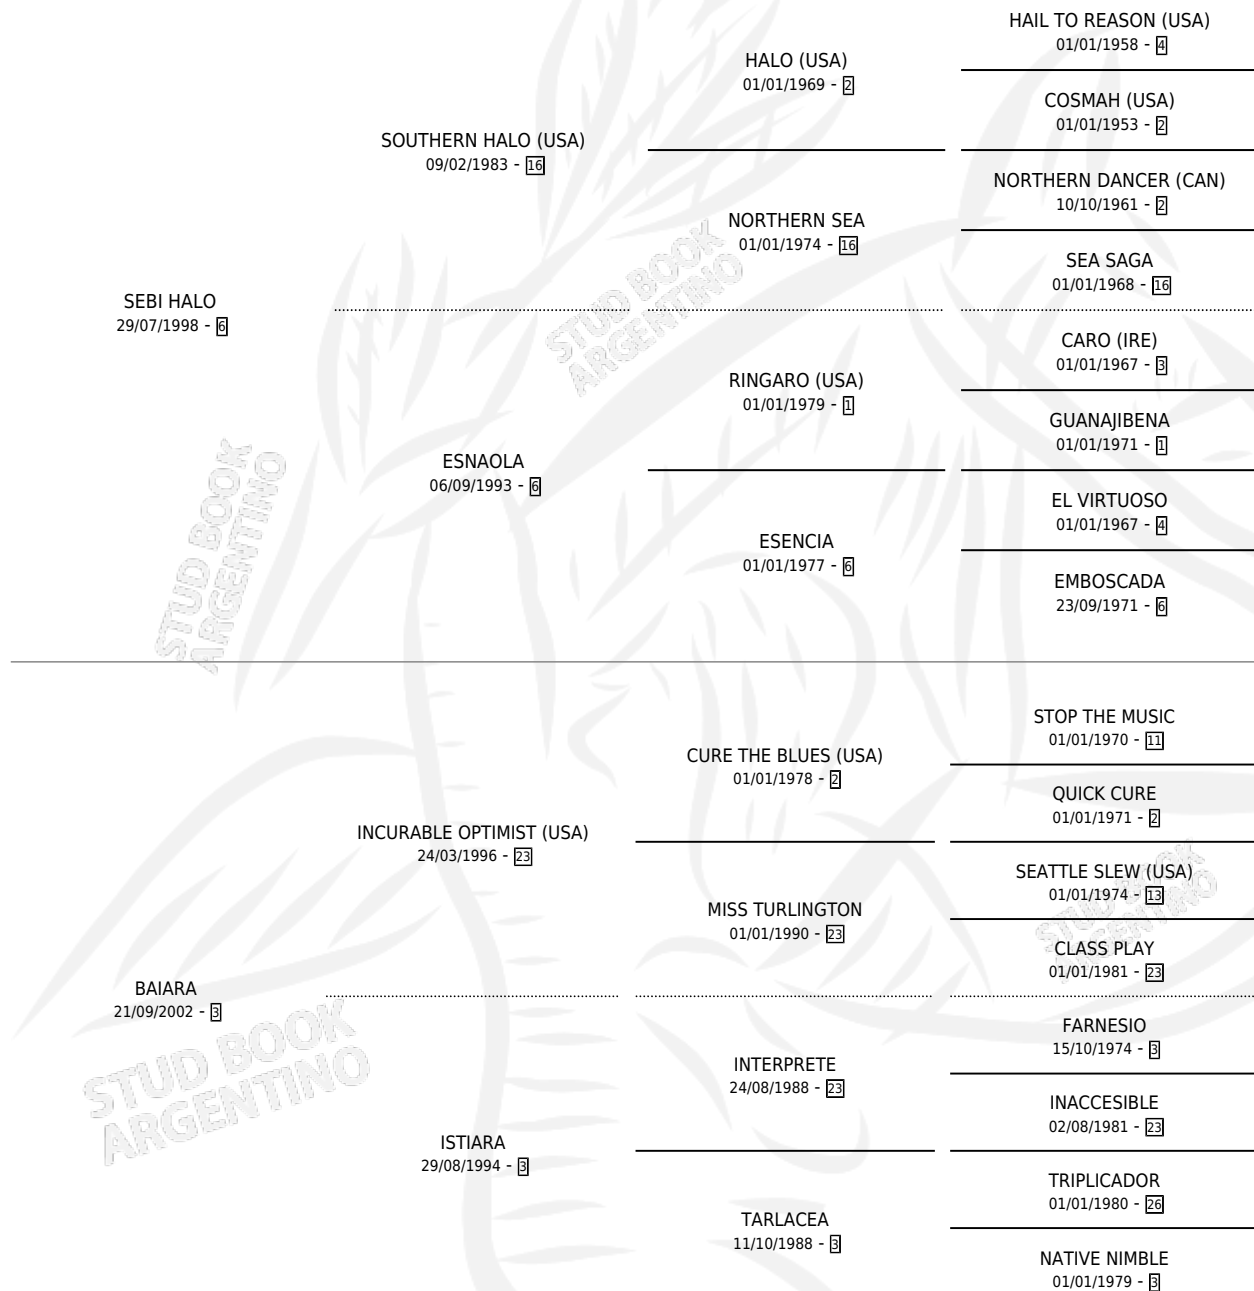 HAIL TO REASON (USA)
01/01/1958 - 4
HALO (USA)
01/01/1969 - 2
COSMAH (USA)
01/01/1953 - 2
SOUTHERN HALO (USA)
09/02/1983 - 16
NORTHERN DANCER (CAN)
10/10/1961 - 2
NORTHERN SEA
01/01/1974 - 16
SEA SAGA
01/01/1968 - 16
SEBI HALO
29/07/1998 - 6
CARO (IRE)
01/01/1967 - 3
RINGARO (USA)
01/01/1979 - 1
GUANAJIBENA
01/01/1971 - 1
ESNAOLA
06/09/1993 - 6
EL VIRTUOSO
01/01/1967 - 4
ESENCIA
01/01/1977 - 6
EMBOSCADA
23/09/1971 - 6
STUD BOOK
ARGENTINO
STUD BOOK
ARGENTINO
STOP THE MUSIC
01/01/1970 - 11
CURE THE BLUES (USA)
01/01/1978 - 2
QUICK CURE
01/01/1971 - 2
INCURABLE OPTIMIST (USA)
24/03/1996 - 23
SEATTLE SLEW (USA)
01/01/1974 - 13
MISS TURLINGTON
01/01/1990 - 23
CLASS PLAY
01/01/1981 - 23
STUD BOOK
ARGENTINO
BAIARA
21/09/2002 - 3
FARNESIO
15/10/1974 - 3
INTERPRETE
24/08/1988 - 23
INACCESIBLE
02/08/1981 - 23
STUD BOOK
ARGENTINO
ISTIARA
29/08/1994 - 3
TRIPLICADOR
01/01/1980 - 26
TARLACEA
11/10/1988 - 3
NATIVE NIMBLE
01/01/1979 - 3